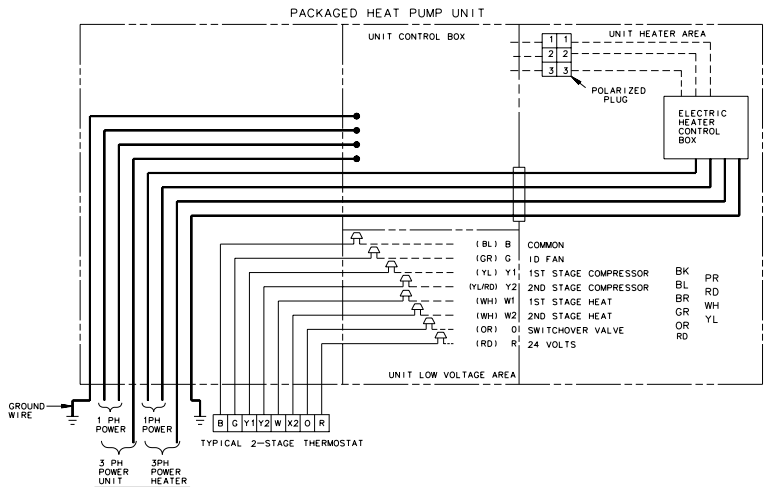 PACKAGED HEAT PUMP UNIT
UNIT CONTROL BOX
UNIT HEATER AREA
1 1
2 2
3 3
POLARIZED
PLUG
ELECTRIC
HEATER
CONTROL
BOX
(BL) B COMMON
(GR) G ID FAN
(YL) Y1 1ST STAGE COMPRESSOR
(YL/RD) Y2 2ND STAGE COMPRESSOR
(WH) W1 1ST STAGE HEAT
(WH) W2 2ND STAGE HEAT
(OR) O SWITCHOVER VALVE
(RD) R 24 VOLTS
BK
BL
BR
GR
OR
RD
PR
RD
WH
YL
UNIT LOW VOLTAGE AREA
GROUND
WIRE
1 PH
POWER
1PH
POWER
B G Y1 Y2 W X2 O R
TYPICAL 2-STAGE THERMOSTAT
3 PH
POWER
UNIT
3PH
POWER
HEATER